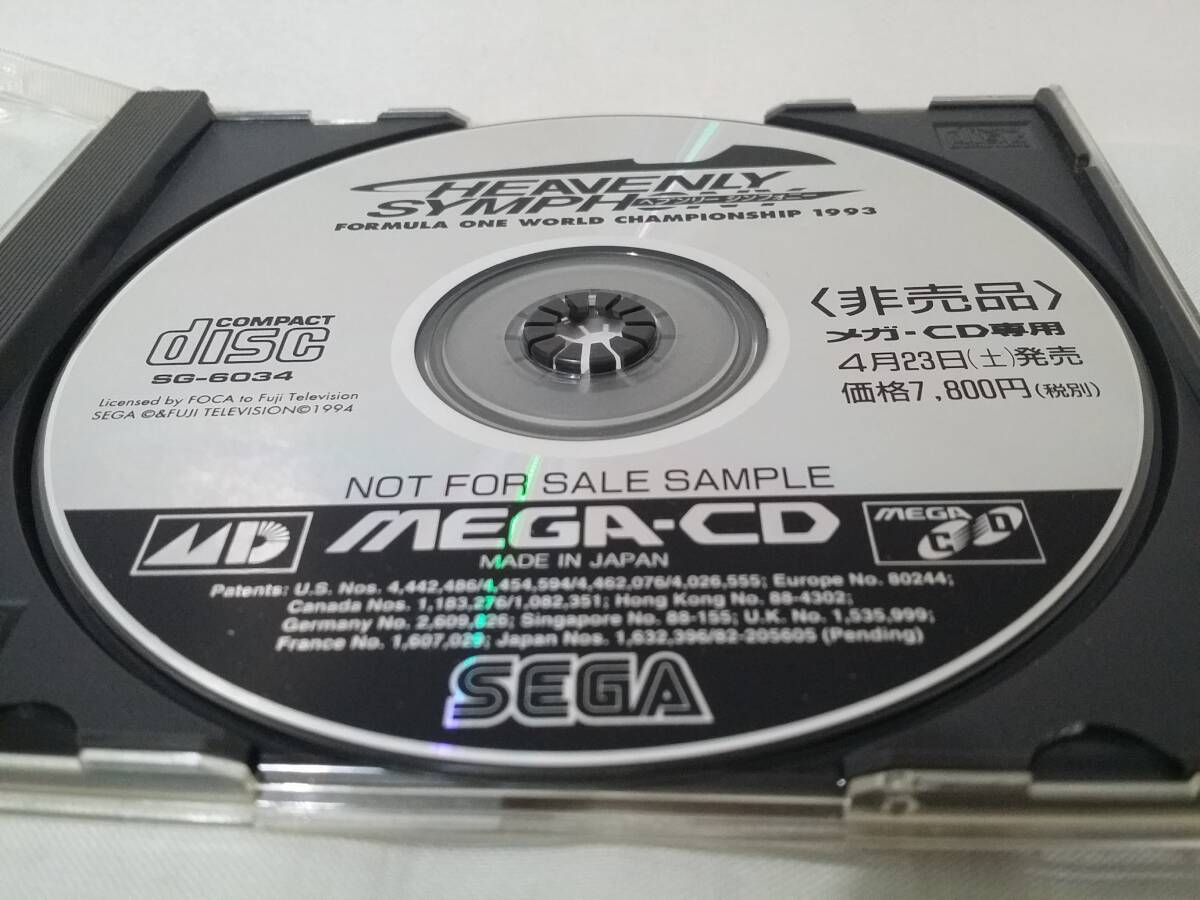 HEAVENLY
SYMPHONY
ヘブンリー シンフォニー
FORMULA ONE WORLD CHAMPIONSHIP 1993
〈非売品〉
メガ-CD専用
4月23日(土)発売
価格7,800円(税別)
COMPACT
disc
SG-6034
Licensed by FOCA to Fuji Television
SEGA ©&FUJI TELEVISION© 1994
NOT FOR SALE SAMPLE
MD
MEGA-CD
MEGA
CD
MADE IN JAPAN
Patents: U.S. Nos. 4,442,486/4,454,594/4,462,076/4,026,555; Europe No. 80244;
Canada Nos. 1,183,276/1,082,351; Hong Kong No. 88-4302;
Germany No. 2,609,826; Singapore No. 88-155; U.K. No. 1,535,999;
France No. 1,607,029; Japan Nos. 1,632,396/82-205605 (Pending)
SEGA